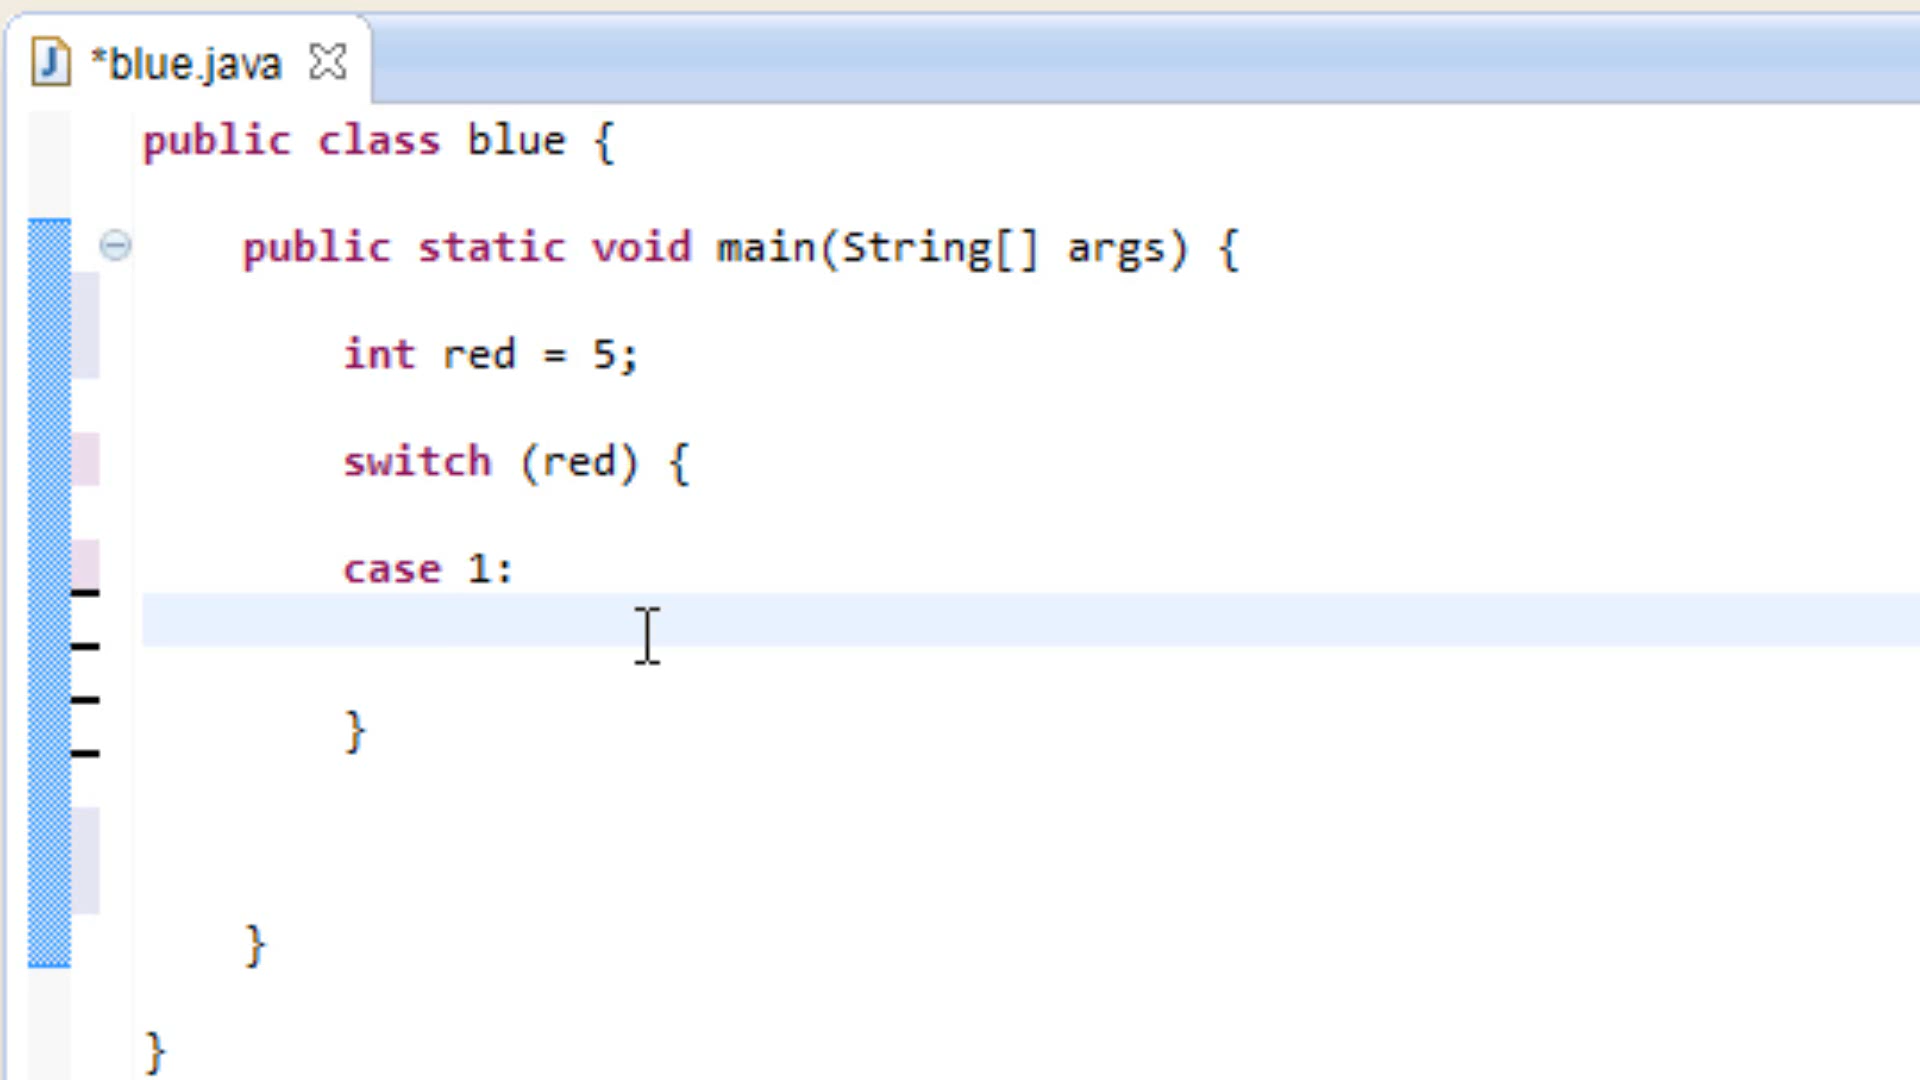 *blue.java
public class blue {
public static void main(String[] args) {
int red = 5;
switch (red) {
case 1:
}
}
}